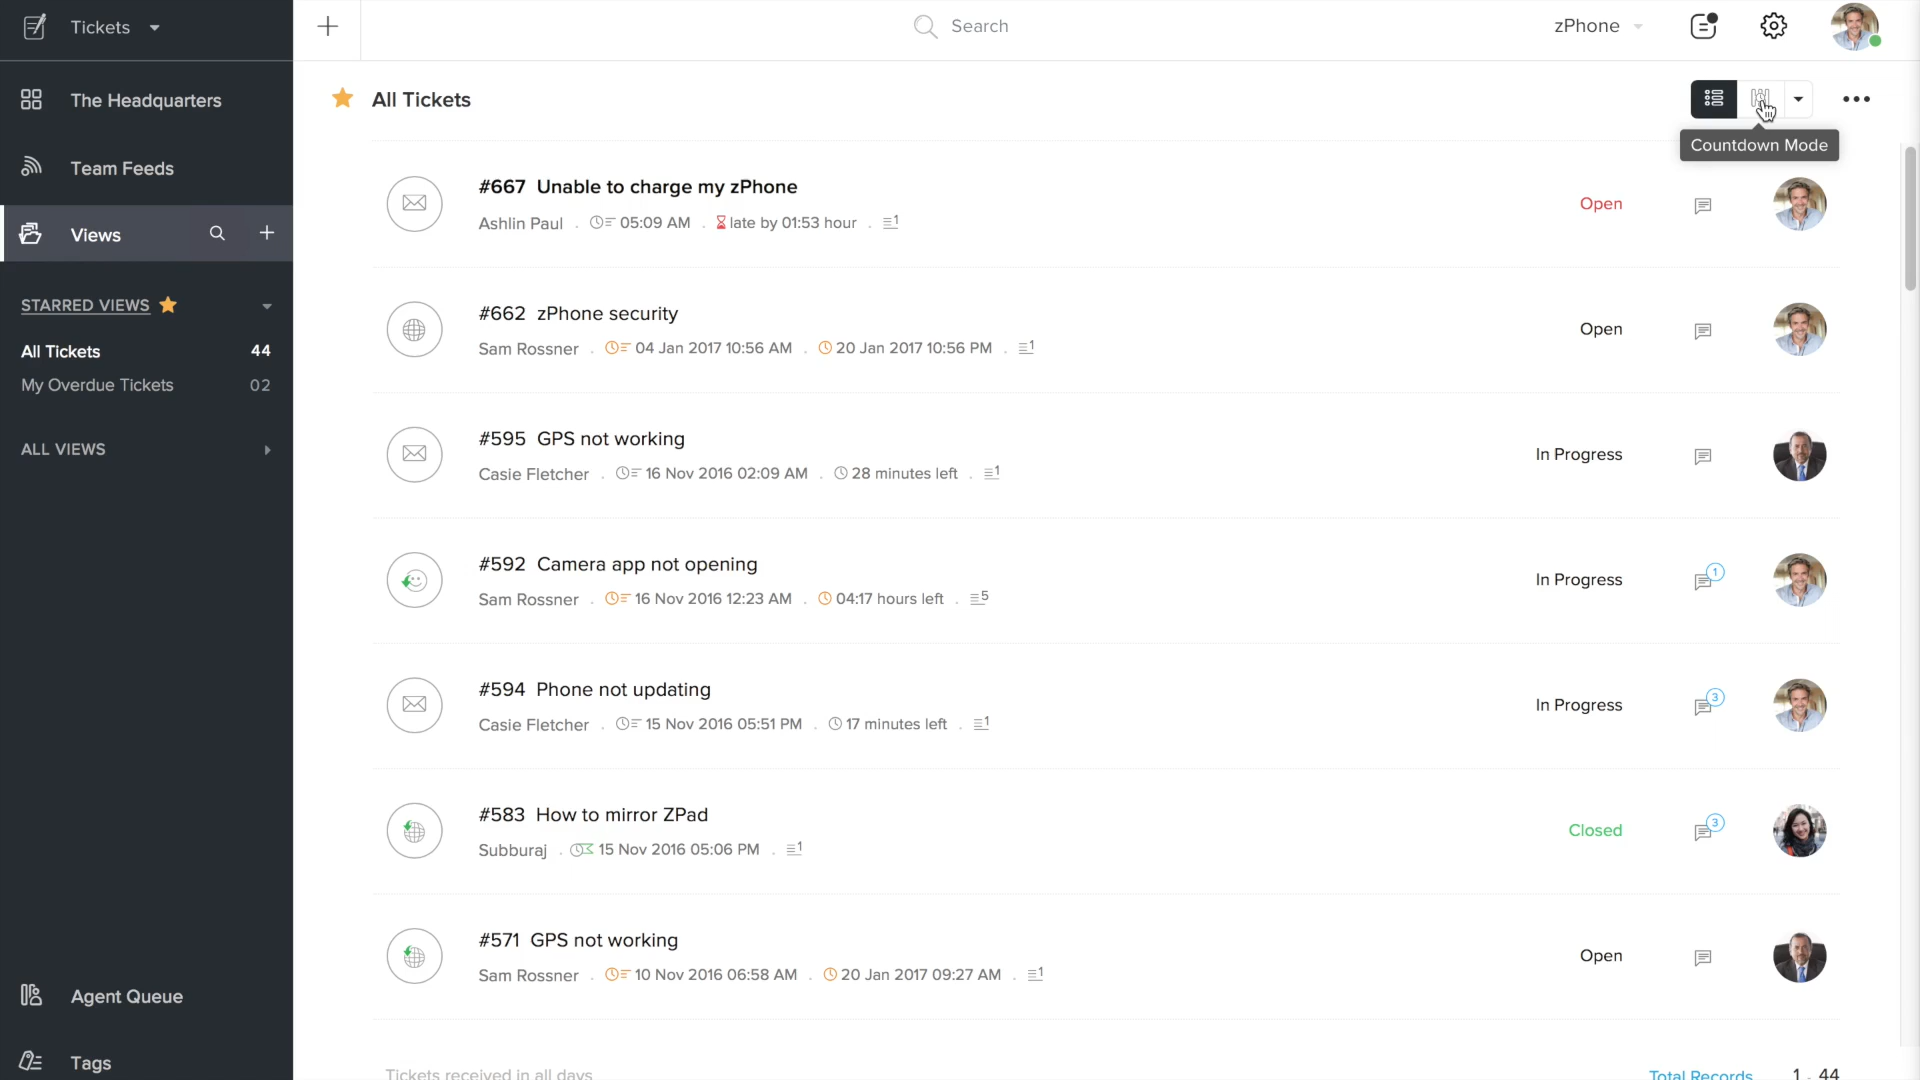 Tickets
Search
zPhone
The Headquarters
Team Feeds
Views
STARRED VIEWS
All Tickets 44
My Overdue Tickets 02
ALL VIEWS
Agent Queue
Tags
All Tickets
Countdown Mode
#667 Unable to charge my zPhone
Ashlin Paul . 05:09 AM . late by 01:53 hour . 1
Open
#662 zPhone security
Sam Rossner . 04 Jan 2017 10:56 AM . 20 Jan 2017 10:56 PM . 1
Open
#595 GPS not working
Casie Fletcher . 16 Nov 2016 02:09 AM . 28 minutes left . 1
In Progress
#592 Camera app not opening
Sam Rossner . 16 Nov 2016 12:23 AM . 04:17 hours left . 5
In Progress 1
#594 Phone not updating
Casie Fletcher . 15 Nov 2016 05:51 PM . 17 minutes left . 1
In Progress 3
#583 How to mirror ZPad
Subburaj . 15 Nov 2016 05:06 PM . 1
Closed 3
#571 GPS not working
Sam Rossner . 10 Nov 2016 06:58 AM . 20 Jan 2017 09:27 AM . 1
Open
Tickets received in all days
Total Records 1 - 44